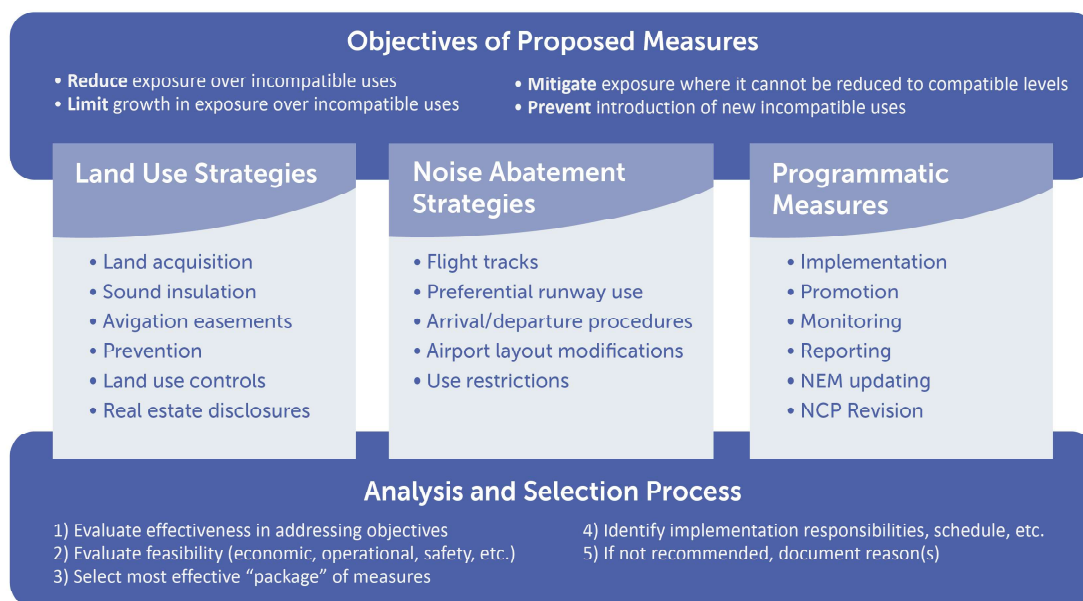 Objectives of Proposed Measures
• Reduce exposure over incompatible uses
• Limit growth in exposure over incompatible uses
• Mitigate exposure where it cannot be reduced to compatible levels
• Prevent introduction of new incompatible uses
Land Use Strategies
• Land acquisition
• Sound insulation
• Avigation easements
• Prevention
• Land use controls
• Real estate disclosures
Noise Abatement
Strategies
• Flight tracks
• Preferential runway use
• Arrival/departure procedures
• Airport layout modifications
• Use restrictions
Programmatic
Measures
• Implementation
• Promotion
• Monitoring
• Reporting
• NEM updating
• NCP Revision
Analysis and Selection Process
1) Evaluate effectiveness in addressing objectives
2) Evaluate feasibility (economic, operational, safety, etc.)
3) Select most effective “package” of measures
4) Identify implementation responsibilities, schedule, etc.
5) If not recommended, document reason(s)